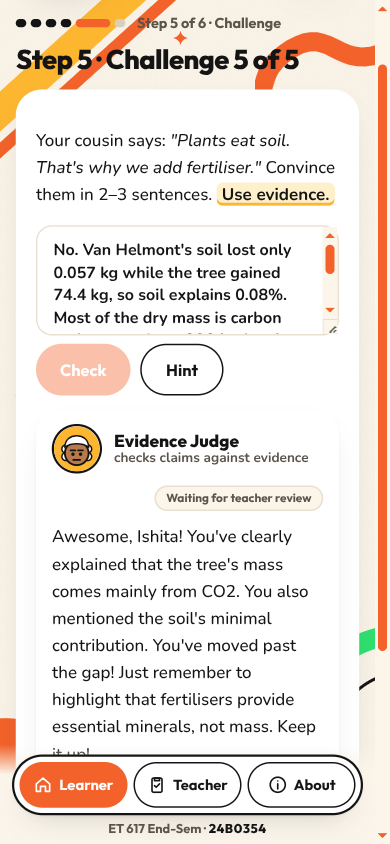 Step 5 of 6 · Challenge
Step 5 · Challenge 5 of 5
Your cousin says: "Plants eat soil.
That's why we add fertiliser." Convince
them in 2–3 sentences. Use evidence.
No. Van Helmont's soil lost only
0.057 kg while the tree gained
74.4 kg, so soil explains 0.08%.
Most of the dry mass is carbon
Check
Hint
Evidence Judge
checks claims against evidence
Waiting for teacher review
Awesome, Ishita! You've clearly
explained that the tree's mass
comes mainly from CO2. You also
mentioned the soil's minimal
contribution. You've moved past
the gap! Just remember to
highlight that fertilisers provide
essential minerals, not mass. Keep
it up!
Learner
Teacher
About
ET 617 End-Sem · 24B0354